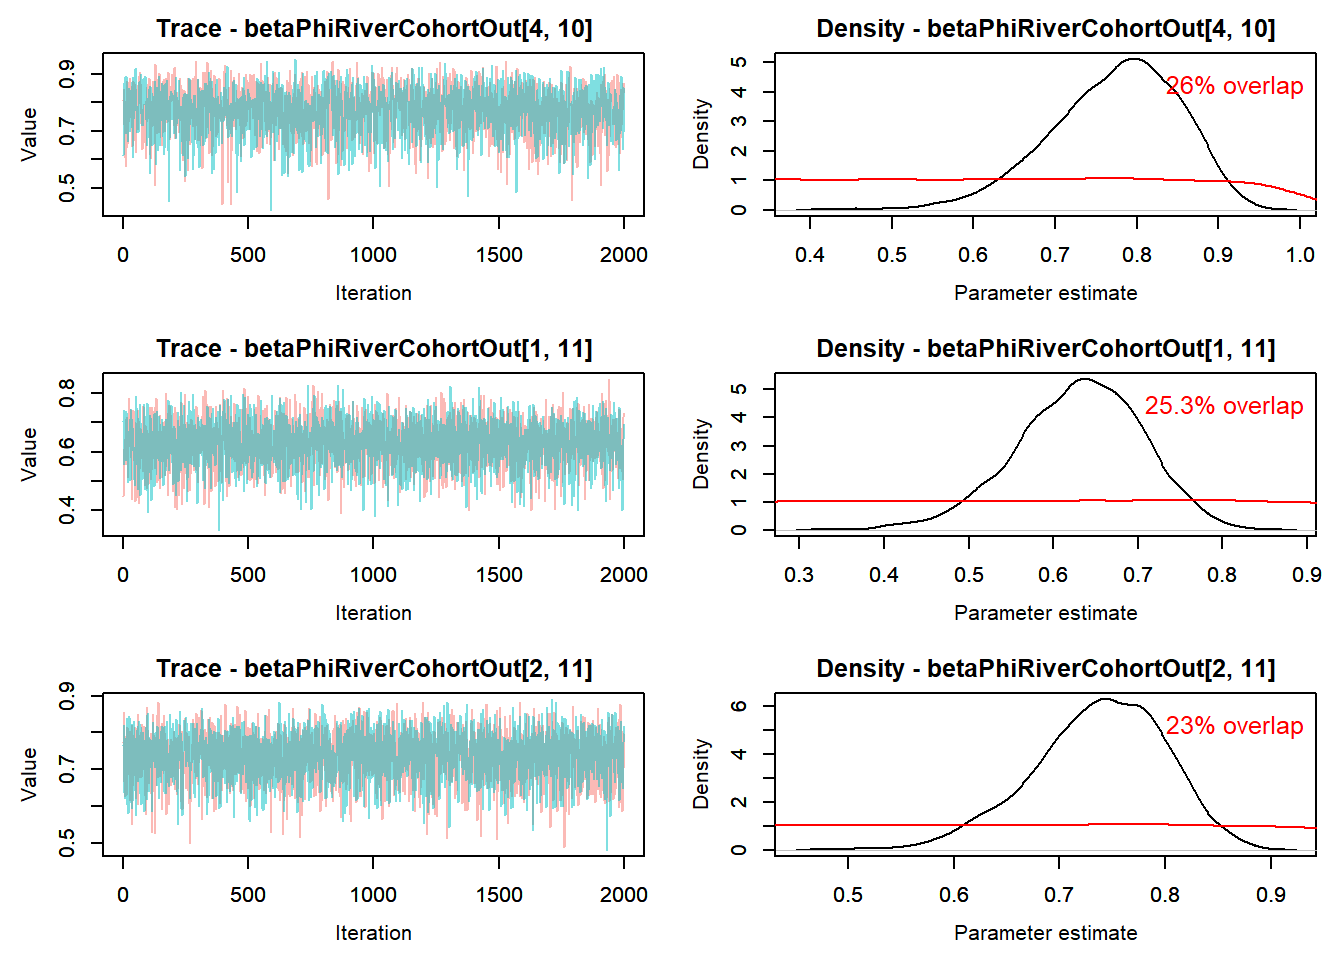 Trace - betaPhiRiverCohortOut[4, 10]
Value
0.5 0.7 0.9
0 500 1000 1500 2000
Iteration
Density - betaPhiRiverCohortOut[4, 10]
26% overlap
Density
0 1 2 3 4 5
0.4 0.5 0.6 0.7 0.8 0.9 1.0
Parameter estimate
Trace - betaPhiRiverCohortOut[1, 11]
Value
0.4 0.6 0.8
0 500 1000 1500 2000
Iteration
Density - betaPhiRiverCohortOut[1, 11]
25.3% overlap
Density
0 1 2 3 4 5
0.3 0.4 0.5 0.6 0.7 0.8 0.9
Parameter estimate
Trace - betaPhiRiverCohortOut[2, 11]
Value
0.5 0.7 0.9
0 500 1000 1500 2000
Iteration
Density - betaPhiRiverCohortOut[2, 11]
23% overlap
Density
0 2 4 6
0.5 0.6 0.7 0.8 0.9
Parameter estimate